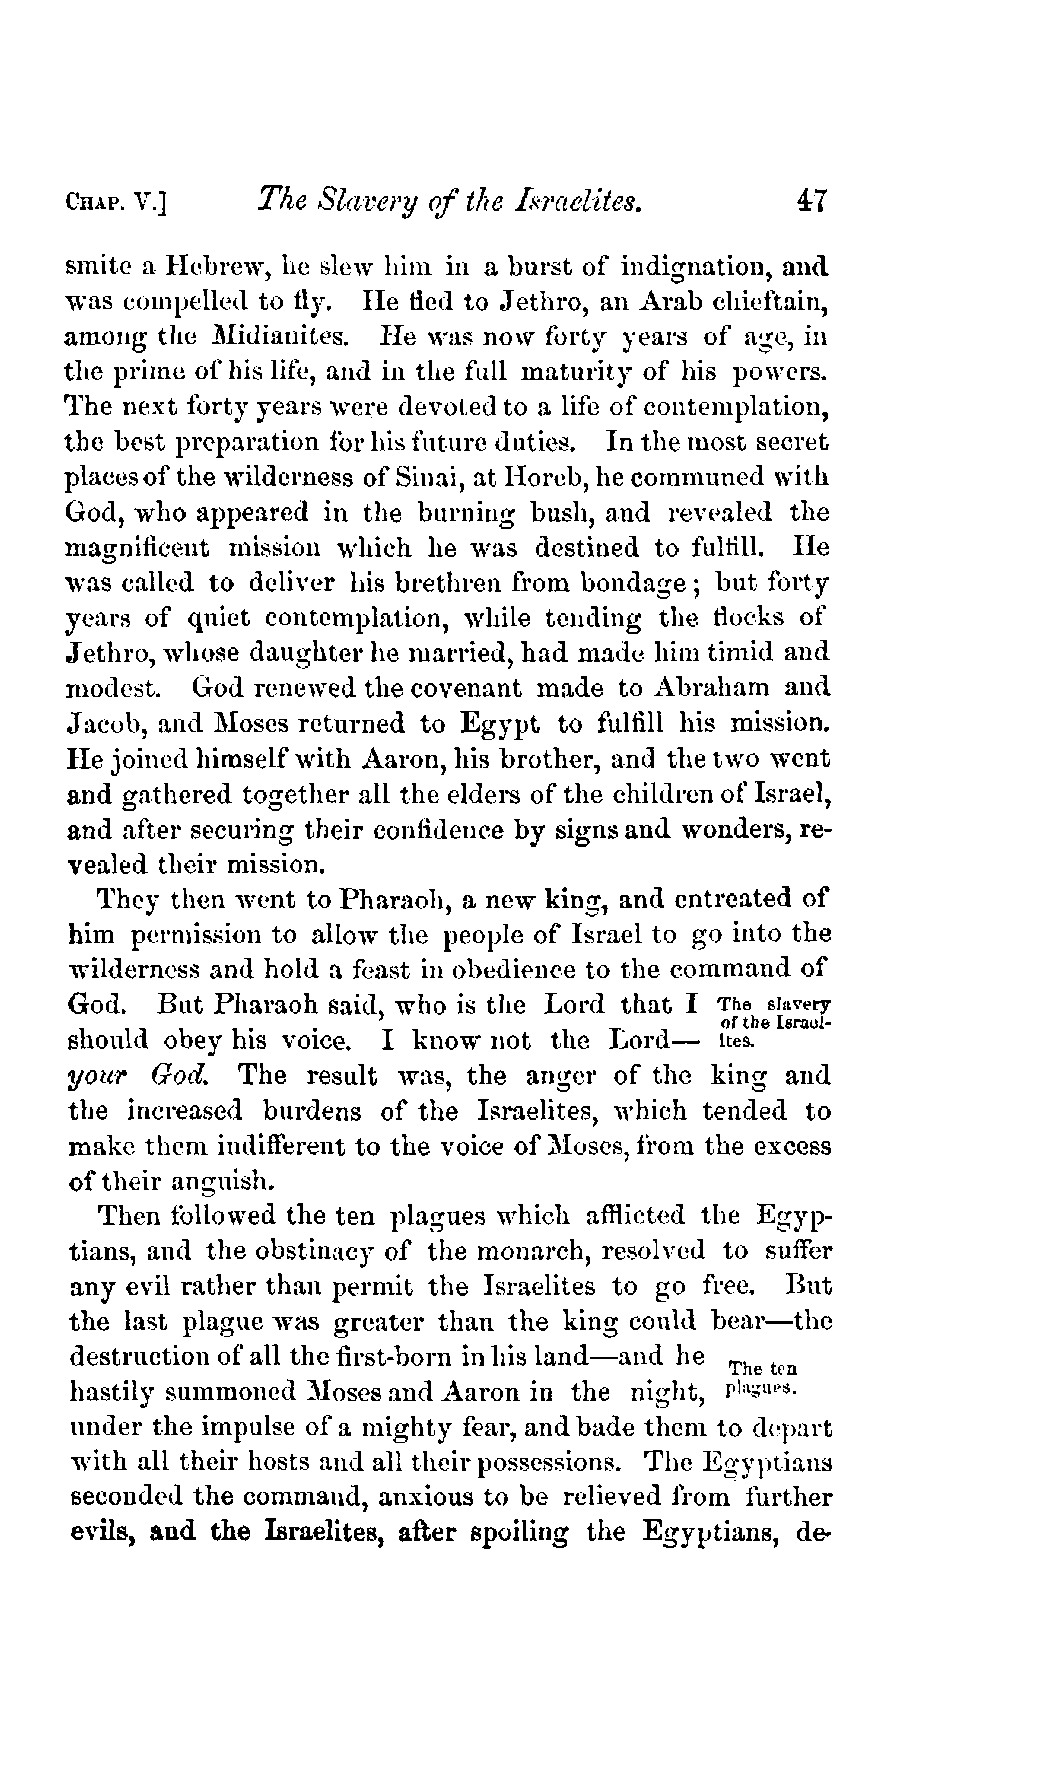 CHAP. V.] The Slavery of the Israelites. 47
smite a Hebrew, he slew him in a burst of indignation, and
was compelled to fly. He fled to Jethro, an Arab chieftain,
among the Midianites. He was now forty years of age, in
the prime of his life, and in the full maturity of his powers.
The next forty years were devoted to a life of contemplation,
the best preparation for his future duties. In the most secret
places of the wilderness of Sinai, at Horeb, he communed with
God, who appeared in the burning bush, and revealed the
magnificent mission which he was destined to fulfill. He
was called to deliver his brethren from bondage; but forty
years of quiet contemplation, while tending the flocks of
Jethro, whose daughter he married, had made him timid and
modest. God renewed the covenant made to Abraham and
Jacob, and Moses returned to Egypt to fulfill his mission.
He joined himself with Aaron, his brother, and the two went
and gathered together all the elders of the children of Israel,
and after securing their confidence by signs and wonders, re-
vealed their mission.
They then went to Pharaoh, a new king, and entreated of
him permission to allow the people of Israel to go into the
wilderness and hold a feast in obedience to the command of
God. But Pharaoh said, who is the Lord that I
should obey his voice. I know not the Lord—
The slavery
of the Israel-
ites.
your God. The result was, the anger of the king and
the increased burdens of the Israelites, which tended to
make them indifferent to the voice of Moses, from the excess
of their anguish.
Then followed the ten plagues which afflicted the Egyp-
tians, and the obstinacy of the monarch, resolved to suffer
any evil rather than permit the Israelites to go free. But
the last plague was greater than the king could bear—the
destruction of all the first-born in his land—and he
hastily summoned Moses and Aaron in the night,
The ten
plagues.
under the impulse of a mighty fear, and bade them to depart
with all their hosts and all their possessions. The Egyptians
seconded the command, anxious to be relieved from further
evils, and the Israelites, after spoiling the Egyptians, de-